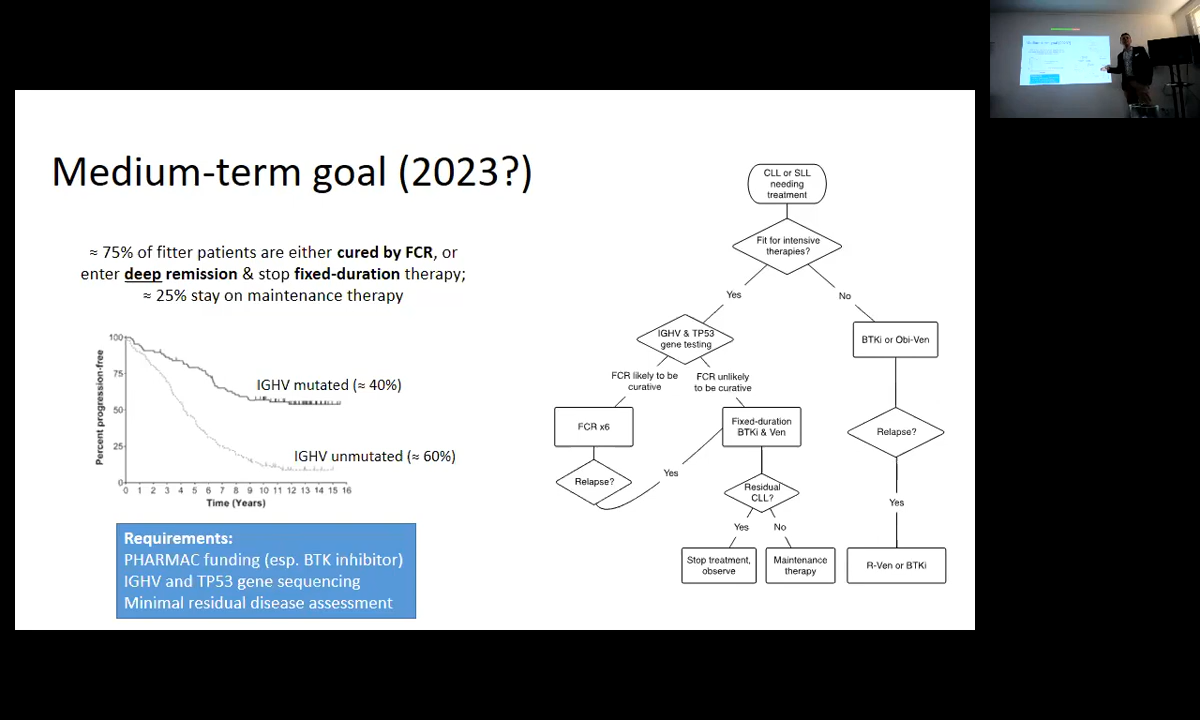 Medium-term goal (2023?)
≈ 75% of fitter patients are either cured by FCR, or
enter deep remission & stop fixed-duration therapy;
≈ 25% stay on maintenance therapy
Percent progression-free
100
75
50
25
0
IGHV mutated (≈ 40%)
IGHV unmutated (≈ 60%)
0 1 2 3 4 5 6 7 8 9 10 11 12 13 14 15 16
Time (Years)
Requirements:
PHARMAC funding (esp. BTK inhibitor)
IGHV and TP53 gene sequencing
Minimal residual disease assessment
CLL or SLL
needing
treatment
Fit for intensive
therapies?
Yes
No
IGHV & TP53
gene testing
BTKi or Obi-Ven
FCR likely to be
curative
FCR unlikely
to be curative
FCR x6
Fixed-duration
BTKi & Ven
Relapse?
Relapse?
Yes
Residual
CLL?
Yes
Yes
No
Stop treatment,
observe
Maintenance
therapy
R-Ven or BTKi